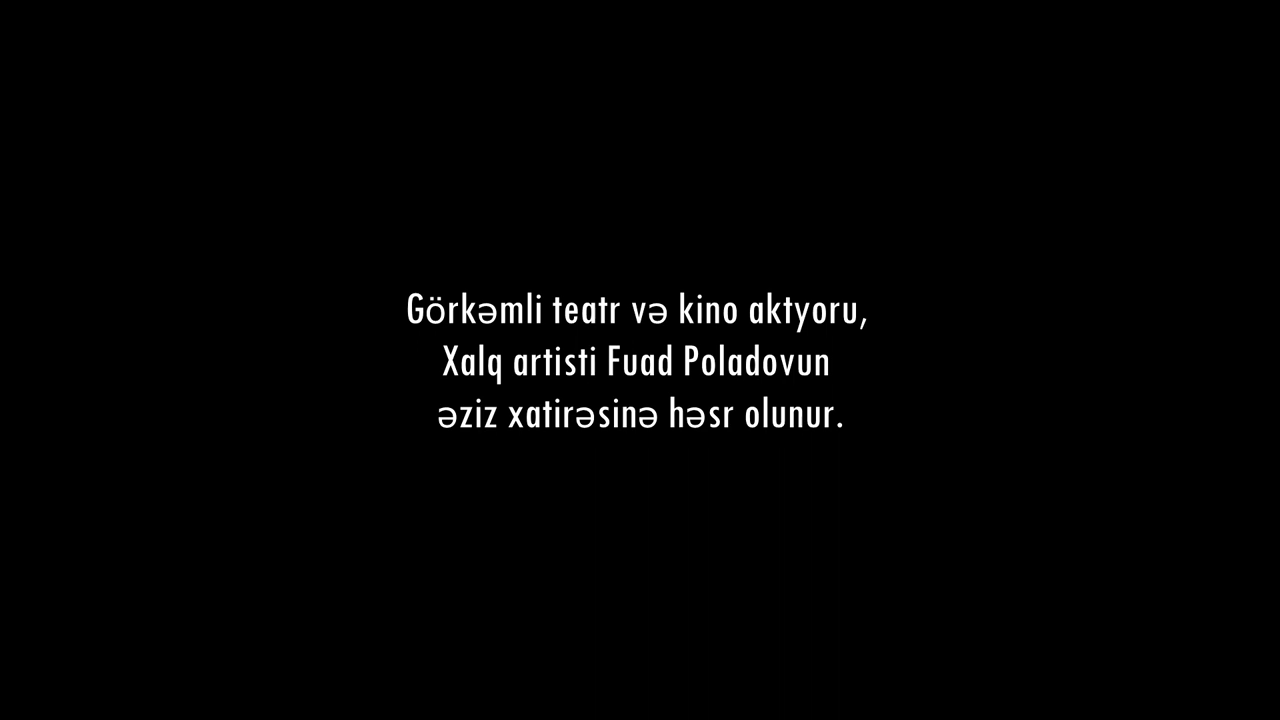 Görkəmli teatr və kino aktyoru,
Xalq artisti Fuad Poladovun
əziz xatirəsinə həsr olunur.